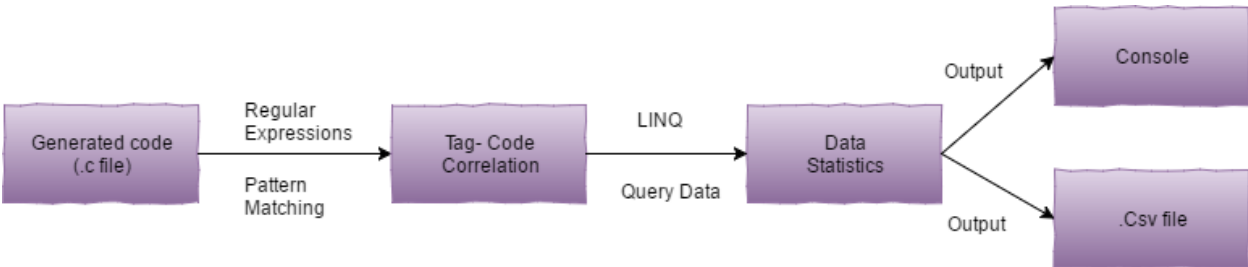 Generated code
(.c file)
Regular
Expressions
Pattern
Matching
Tag- Code
Correlation
LINQ
Query Data
Data
Statistics
Output
Output
Console
.Csv file